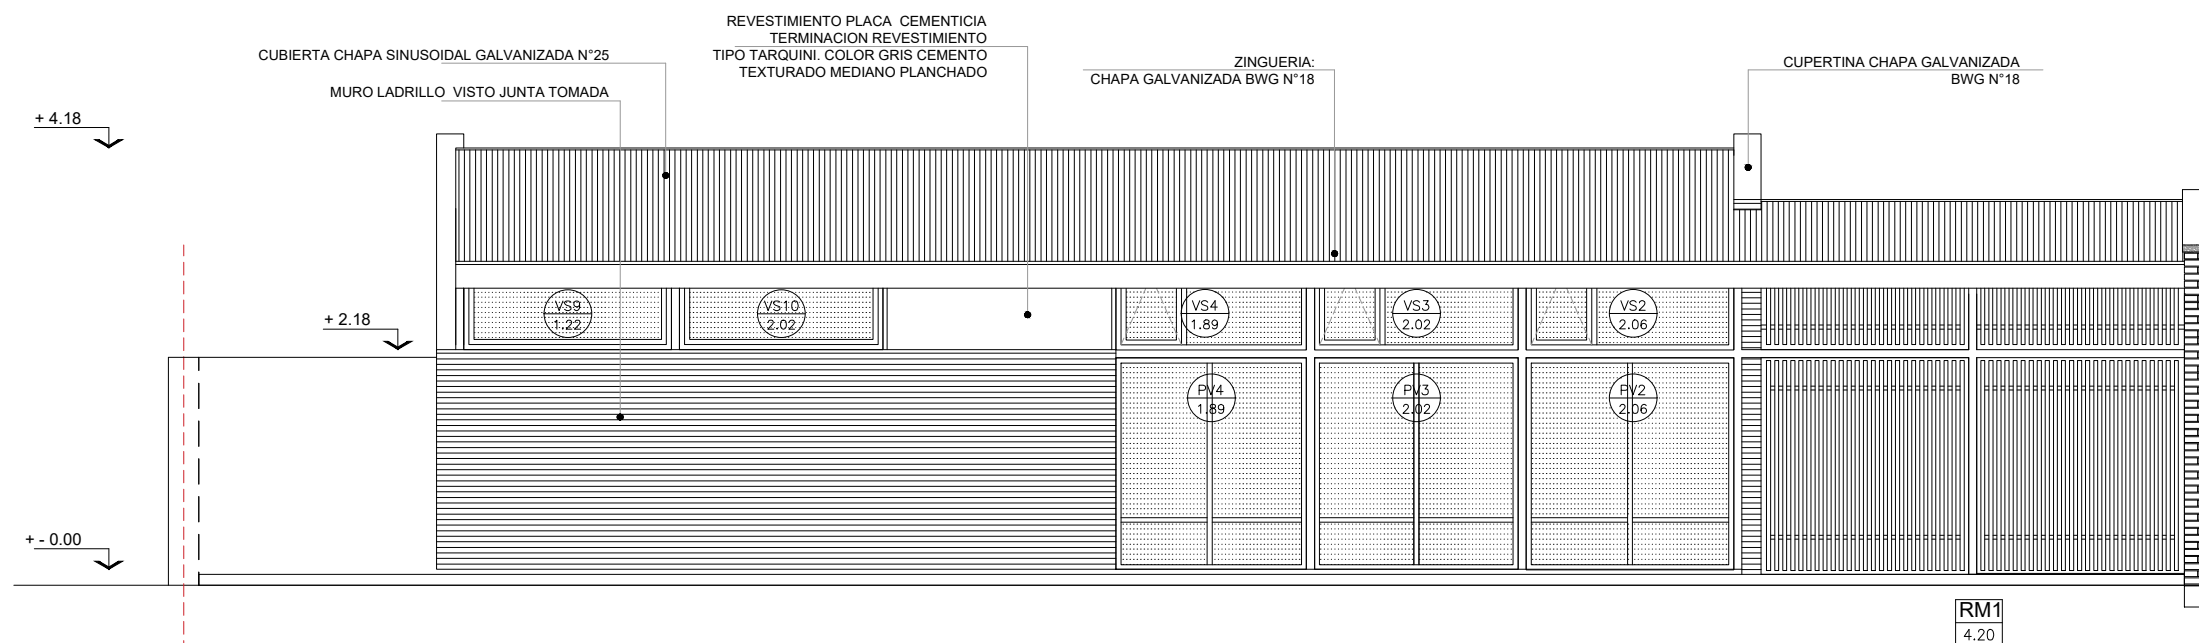 REVESTIMIENTO PLACA CEMENTICIA
TERMINACION REVESTIMIENTO
TIPO TARQUINI. COLOR GRIS CEMENTO
TEXTURADO MEDIANO PLANCHADO
CUBIERTA CHAPA SINUSOIDAL GALVANIZADA N°25
MURO LADRILLO VISTO JUNTA TOMADA
ZINGUERIA:
CHAPA GALVANIZADA BWG N°18
CUPERTINA CHAPA GALVANIZADA
BWG N°18
+ 4.18
+ 2.18
+ - 0.00
VS9
1.22
VS10
2.02
VS4
1.89
VS3
2.02
VS2
2.06
PV4
1.89
PV3
2.02
PV2
2.06
RM1
4.20